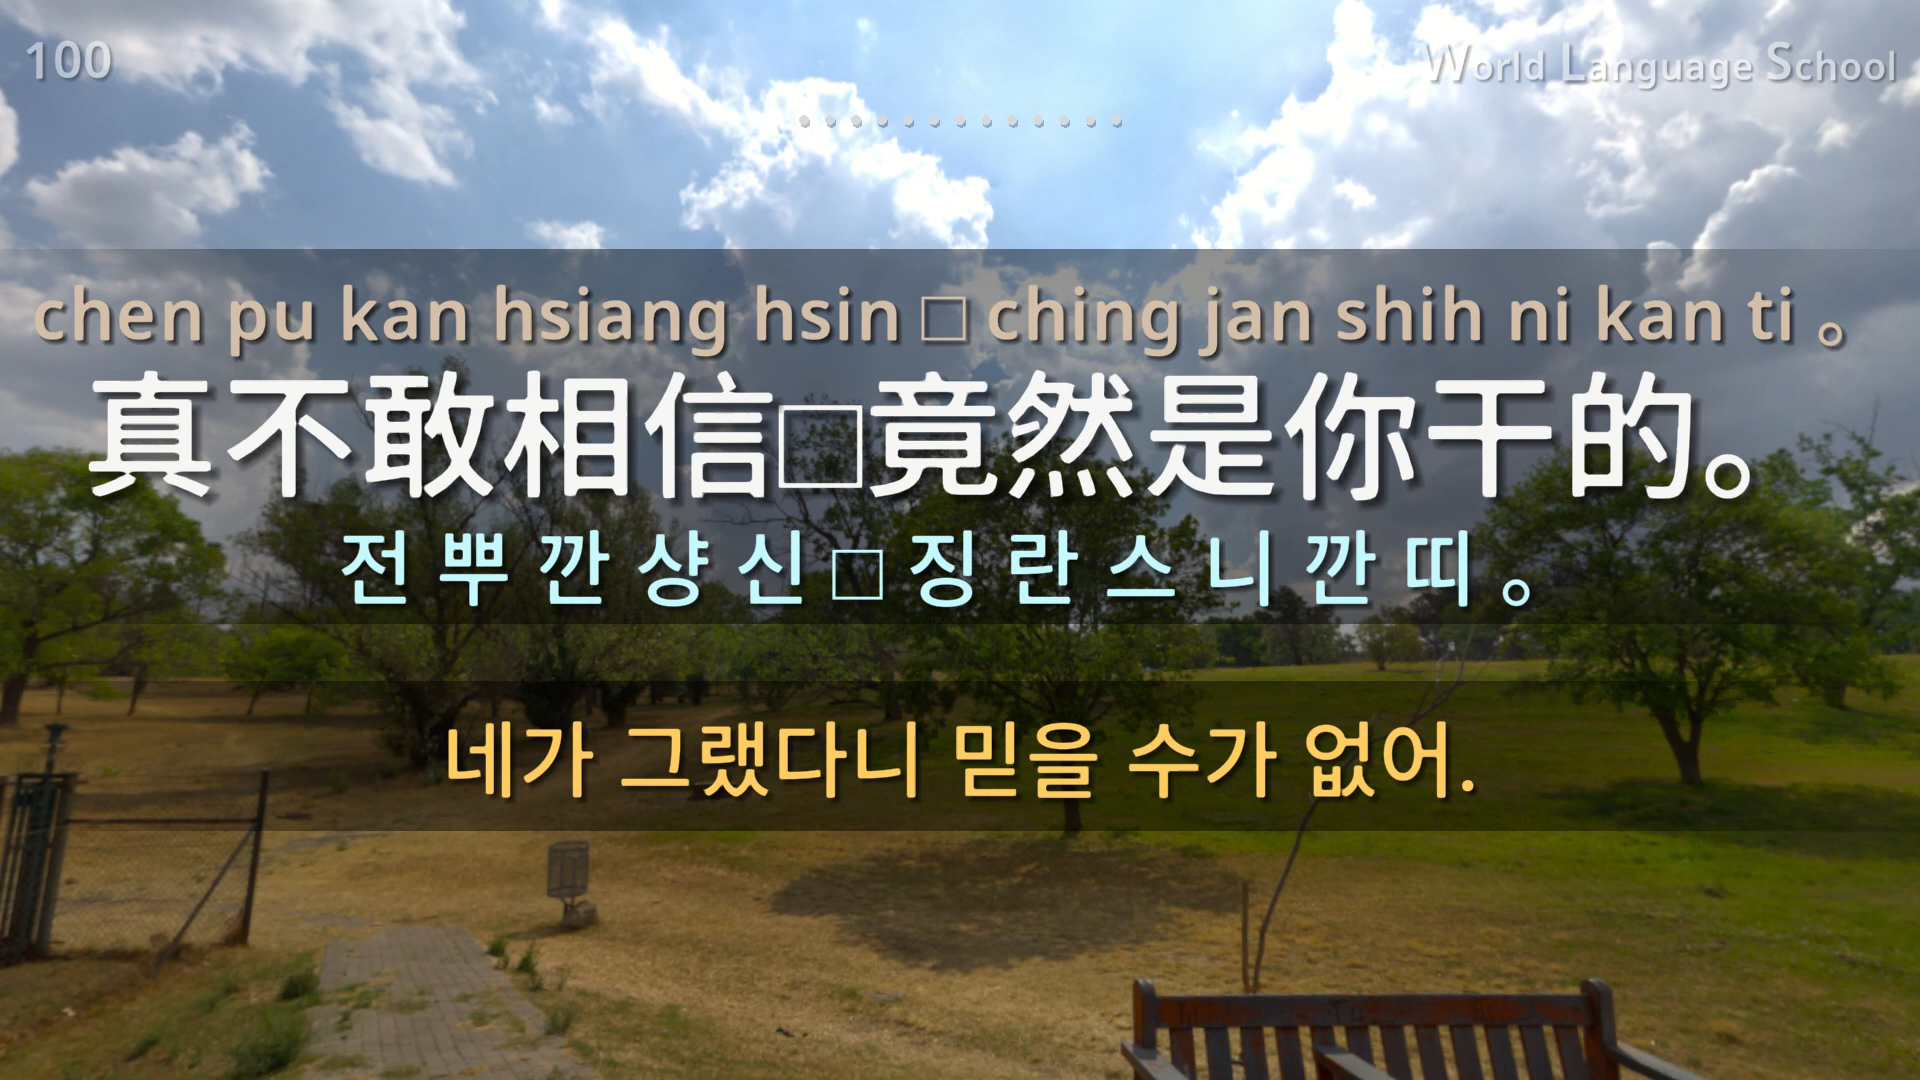 100
World Language School
chen pu kan hsiang hsin □ ching jan shih ni kan ti 。
真不敢相信□竟然是你干的。
전 뿌 깐 샹 신 □ 징 란 스 니 깐 띠 。
네가 그랬다니 믿을 수가 없어.